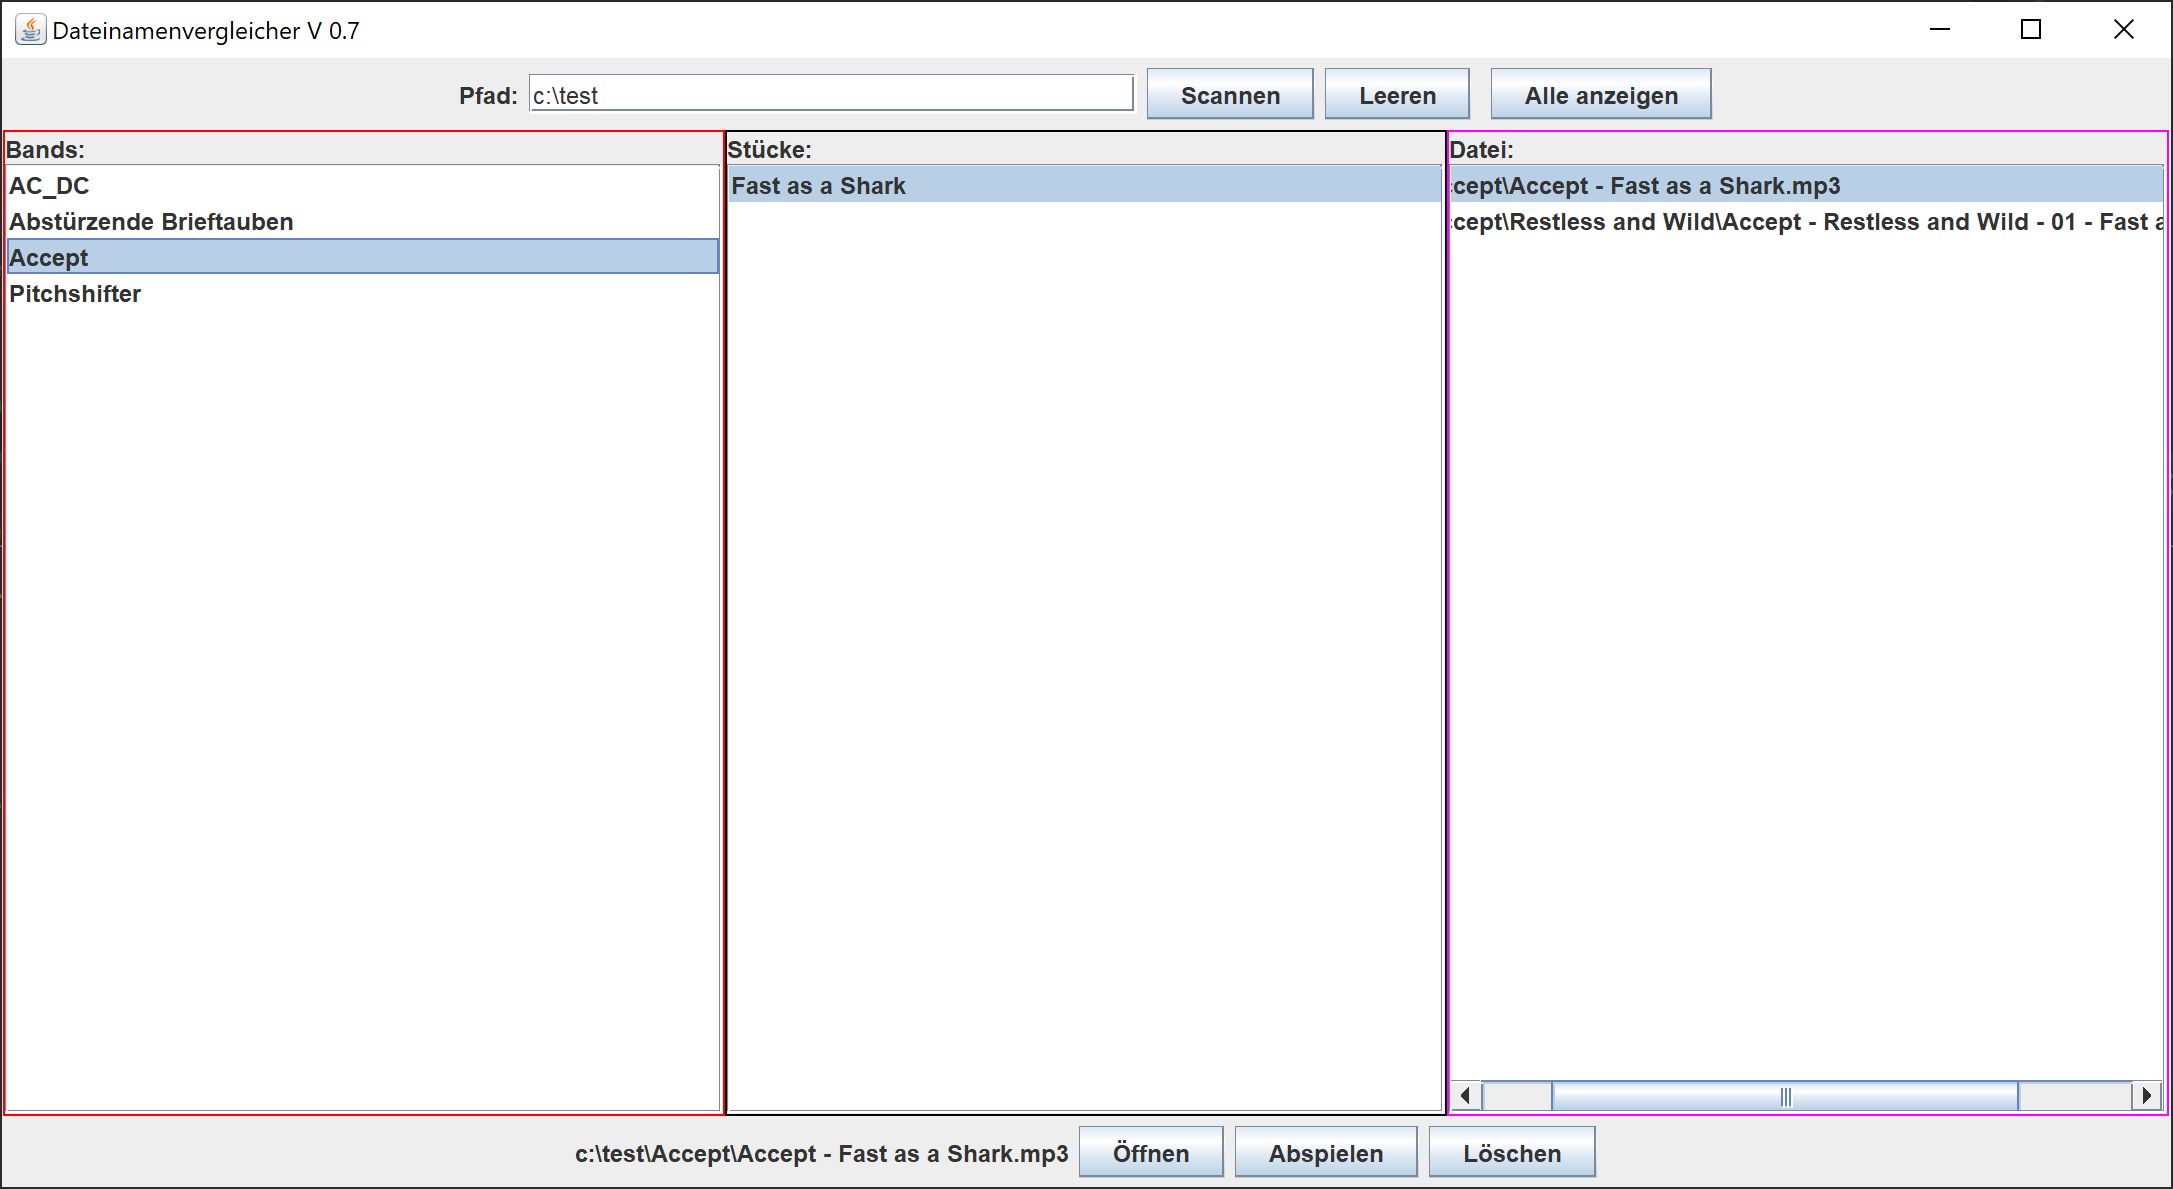 Dateinamenvergleicher V 0.7
Pfad: c:\test Scannen Leeren Alle anzeigen
Bands:
AC_DC
Abstürzende Brieftauben
Accept
Pitchshifter
Stücke:
Fast as a Shark
Datei:
ccept\Accept - Fast as a Shark.mp3
ccept\Restless and Wild\Accept - Restless and Wild - 01 - Fast a
c:\test\Accept\Accept - Fast as a Shark.mp3 Öffnen Abspielen Löschen